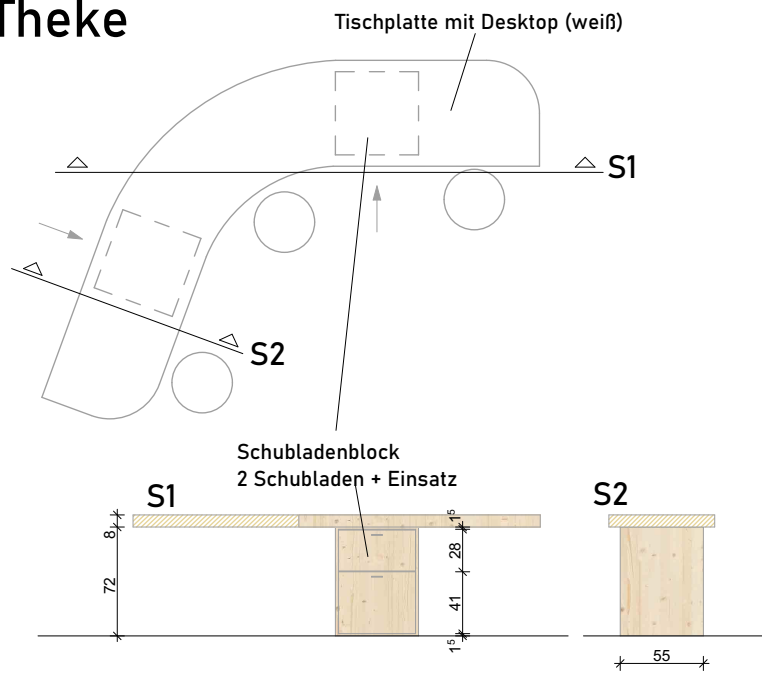 Theke
Tischplatte mit Desktop (weiß)
S1
S2
Schubladenblock
2 Schubladen + Einsatz
S1
S2
8
72
1⁵
28
41
1⁵
55